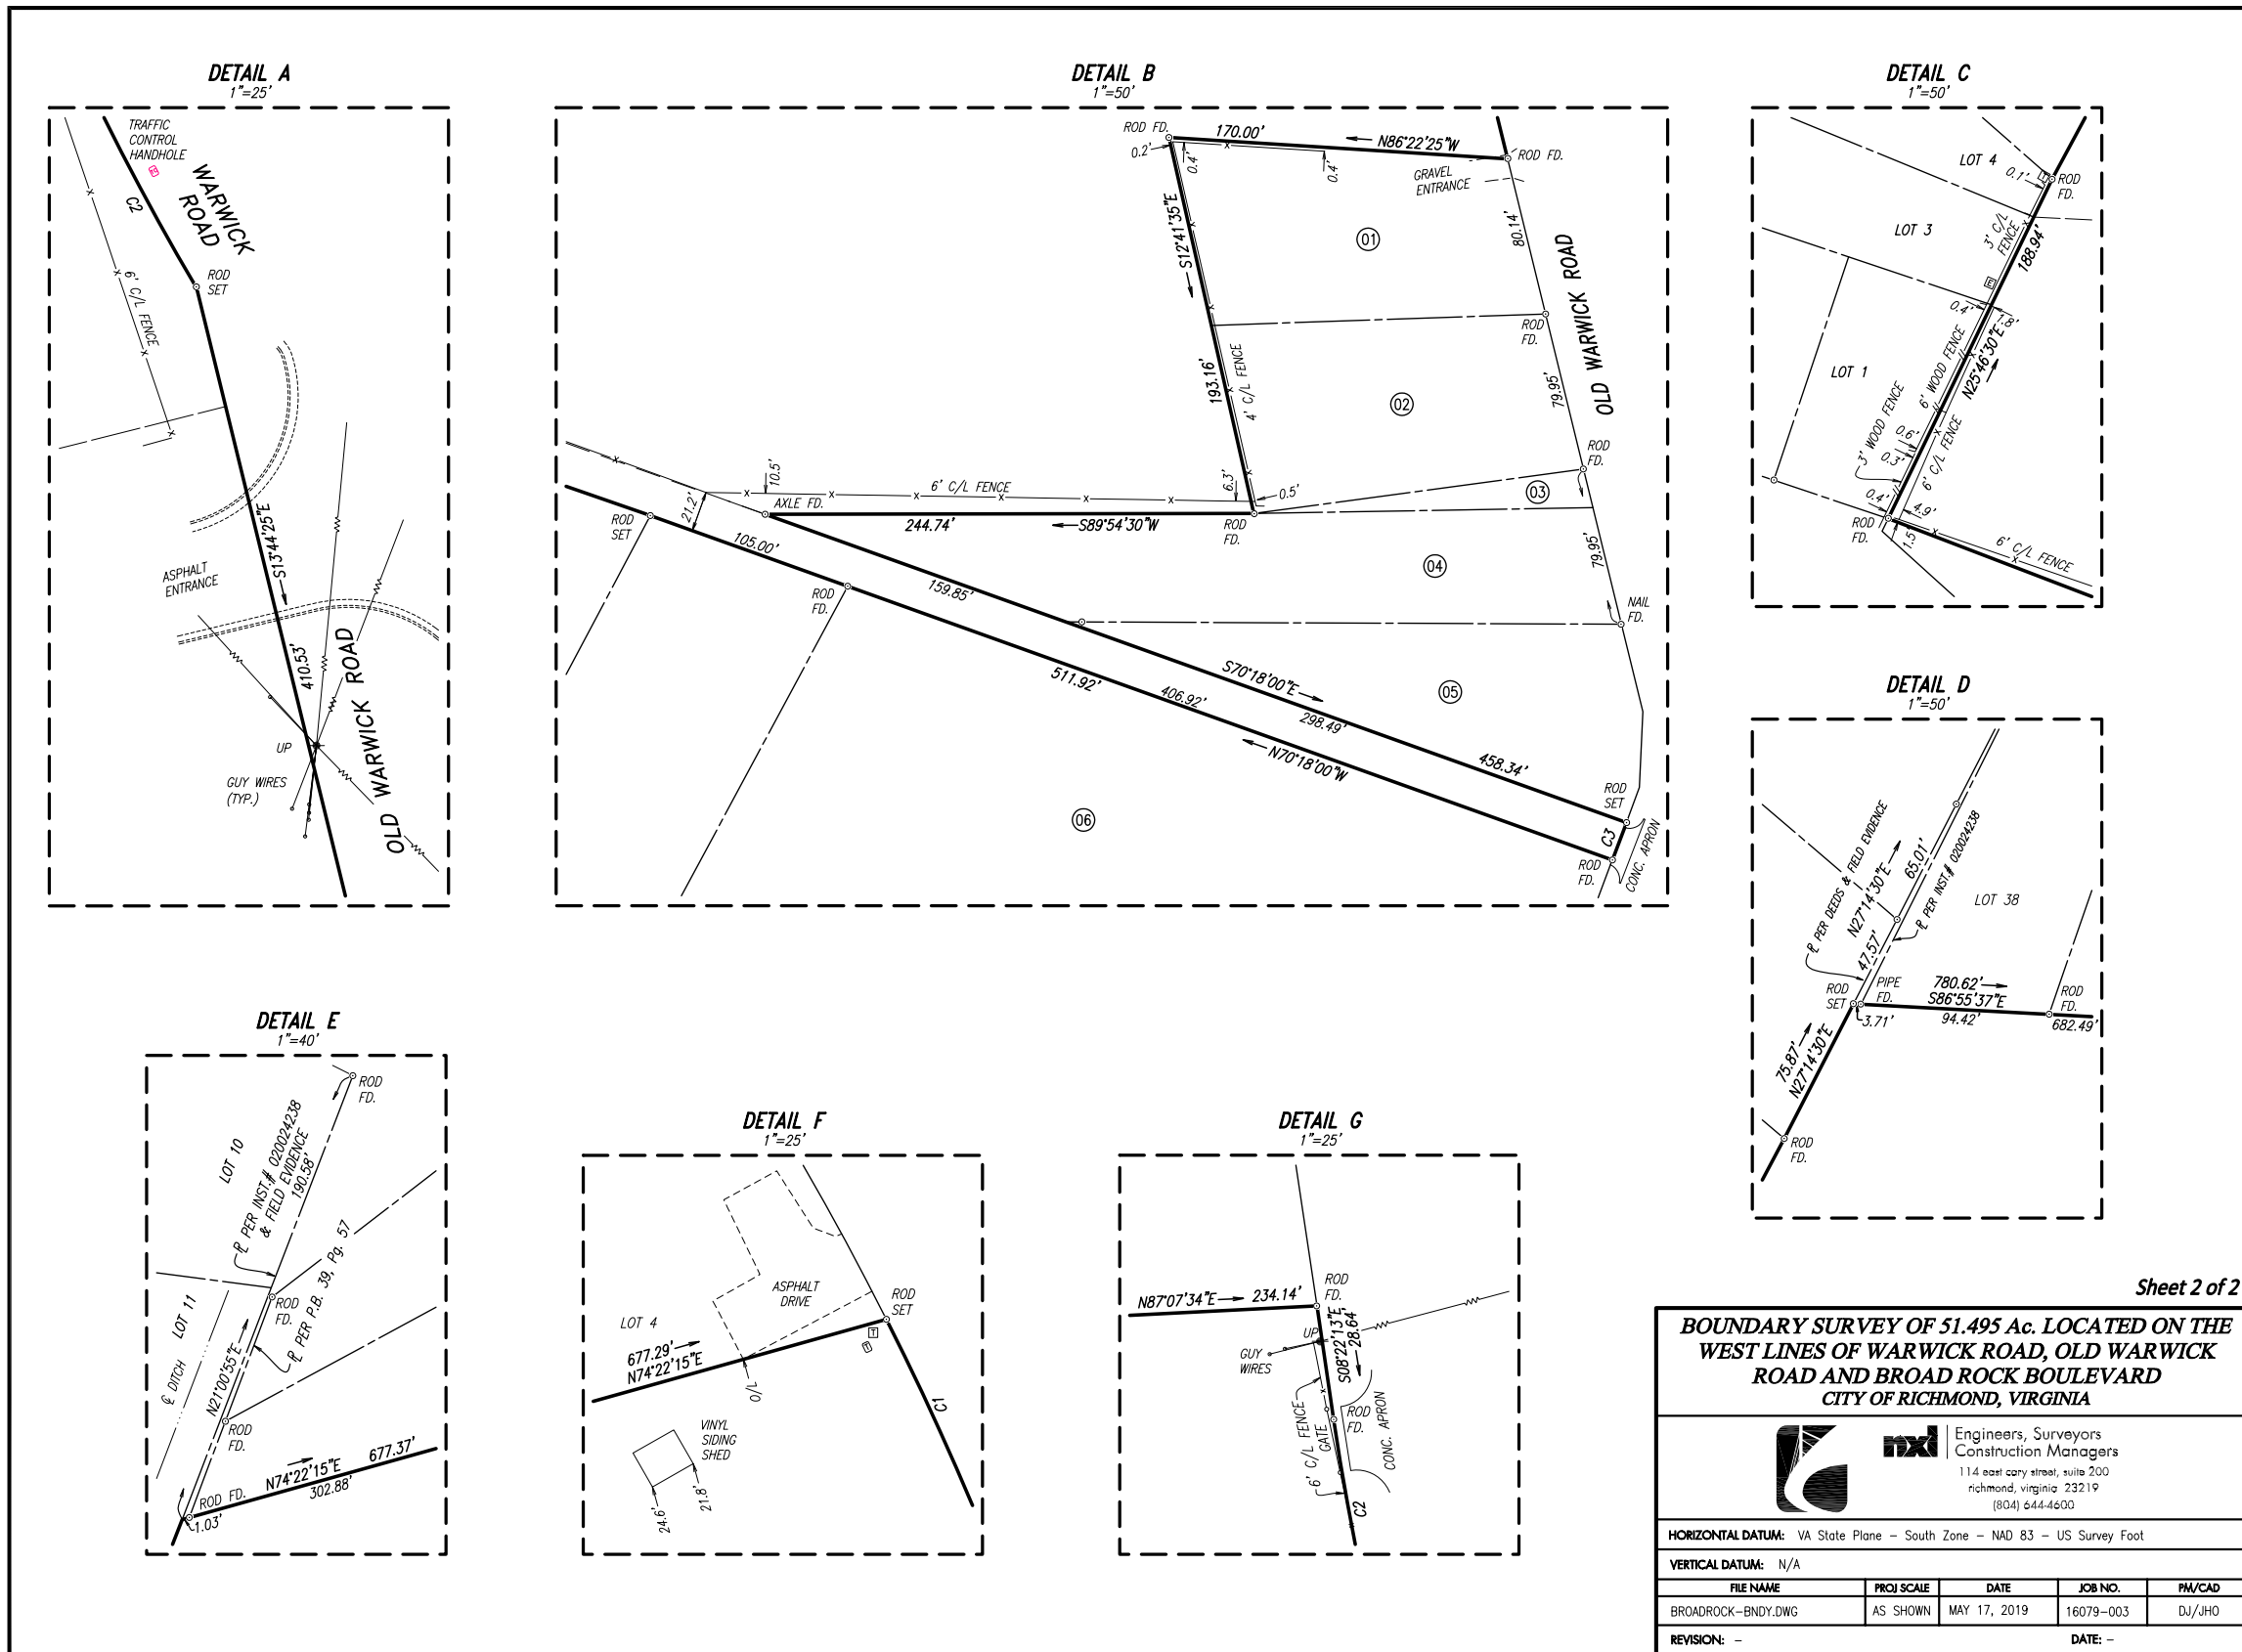 DETAIL A
1"=25'
TRAFFIC
CONTROL
HANDHOLE
WARWICK
ROAD
C2
ROD
SET
6' C/L FENCE
S13°44'25"E
410.53'
ASPHALT
ENTRANCE
UP
GUY WIRES
(TYP.)
OLD WARWICK ROAD
DETAIL B
1"=50'
ROD FD.
170.00'
N86°22'25"W
ROD FD.
0.2'
0.4'
0.4'
GRAVEL
ENTRANCE
S12°41'35"E
193.16'
4' C/L FENCE
80.14'
OLD WARWICK ROAD
01
ROD
FD.
79.95'
02
ROD
FD.
10.5'
6' C/L FENCE
6.3'
0.5'
03
AXLE FD.
21.2'
ROD
SET
244.74'
S89°54'30"W
ROD
FD.
105.00'
79.95'
04
ROD
FD.
159.85'
NAIL
FD.
S70°18'00"E
298.49'
458.34'
05
511.92'
406.92'
N70°18'00"W
ROD
SET
C3
CONC. APRON
ROD
FD.
06
DETAIL C
1"=50'
LOT 4
0.1'
ROD
FD.
LOT 3
3' C/L
FENCE
188.94'
E
0.4'
1.8'
N25°46'30"E
LOT 1
6' WOOD FENCE
3' WOOD FENCE
0.6'
0.3'
6' C/L FENCE
0.4'
4.9'
ROD
FD.
1.5'
6' C/L FENCE
DETAIL D
1"=50'
℄ PER DEEDS & FIELD EVIDENCE
N27°14'30"E
65.01'
℄ PER INST.# 020024238
LOT 38
47.57'
ROD
SET
PIPE
FD.
780.62'
S86°55'37"E
94.42'
ROD
FD.
682.49'
3.71'
75.87'
N27°14'30"E
ROD
FD.
DETAIL E
1"=40'
ROD
FD.
LOT 10
℄ PER INST.# 020024238
& FIELD EVIDENCE
190.58'
LOT 11
℄ DITCH
ROD
FD.
℄ PER P.B. 39, Pg. 57
N21°00'55"E
ROD
FD.
ROD FD.
N74°22'15"E
677.37'
302.88'
1.03'
DETAIL F
1"=25'
ASPHALT
DRIVE
ROD
SET
LOT 4
T
677.29'
N74°22'15"E
O/L
C1
VINYL
SIDING
SHED
24.6'
21.8'
DETAIL G
1"=25'
N87°07'34"E
234.14'
ROD
FD.
UP
GUY
WIRES
S08°22'13"E
28.64'
6' C/L FENCE
GATE
ROD
FD.
CONC. APRON
C2
Sheet 2 of 2
BOUNDARY SURVEY OF 51.495 Ac. LOCATED ON THE
WEST LINES OF WARWICK ROAD, OLD WARWICK
ROAD AND BROAD ROCK BOULEVARD
CITY OF RICHMOND, VIRGINIA
nxl
Engineers, Surveyors
Construction Managers
114 east cary street, suite 200
richmond, virginia 23219
(804) 644-4600
HORIZONTAL DATUM: VA State Plane – South Zone – NAD 83 – US Survey Foot
VERTICAL DATUM: N/A
FILE NAME PROJ SCALE DATE JOB NO. PM/CAD
BROADROCK-BNDY.DWG AS SHOWN MAY 17, 2019 16079-003 DJ/JHO
REVISION: – DATE: –